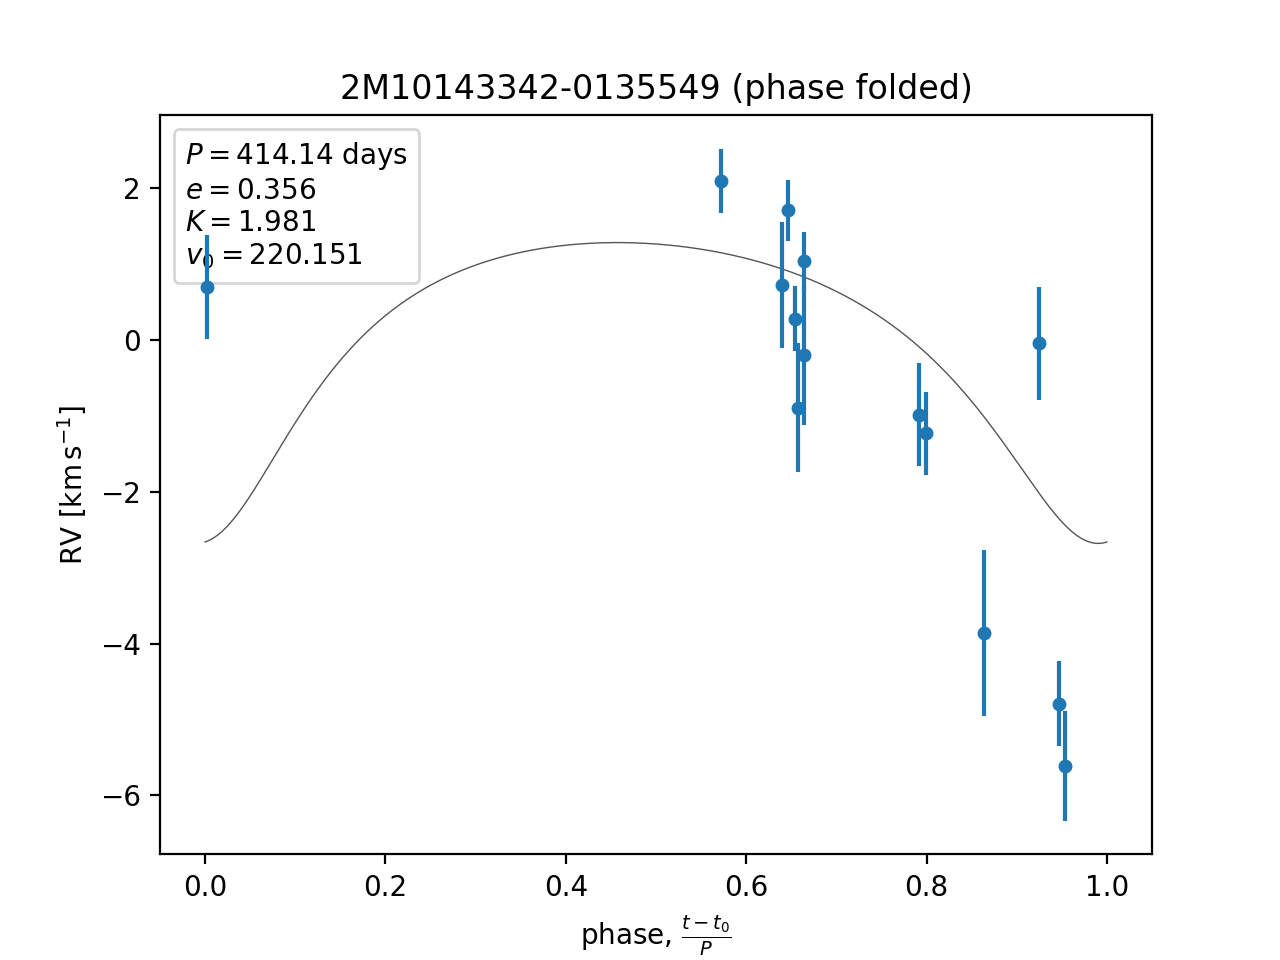 2M10143342-0135549 (phase folded)
P = 414.14 days
e = 0.356
K = 1.981
v₀ = 220.151
RV [km s⁻¹]
2
0
−2
−4
−6
0.0 0.2 0.4 0.6 0.8 1.0
phase, (t − t₀)/P